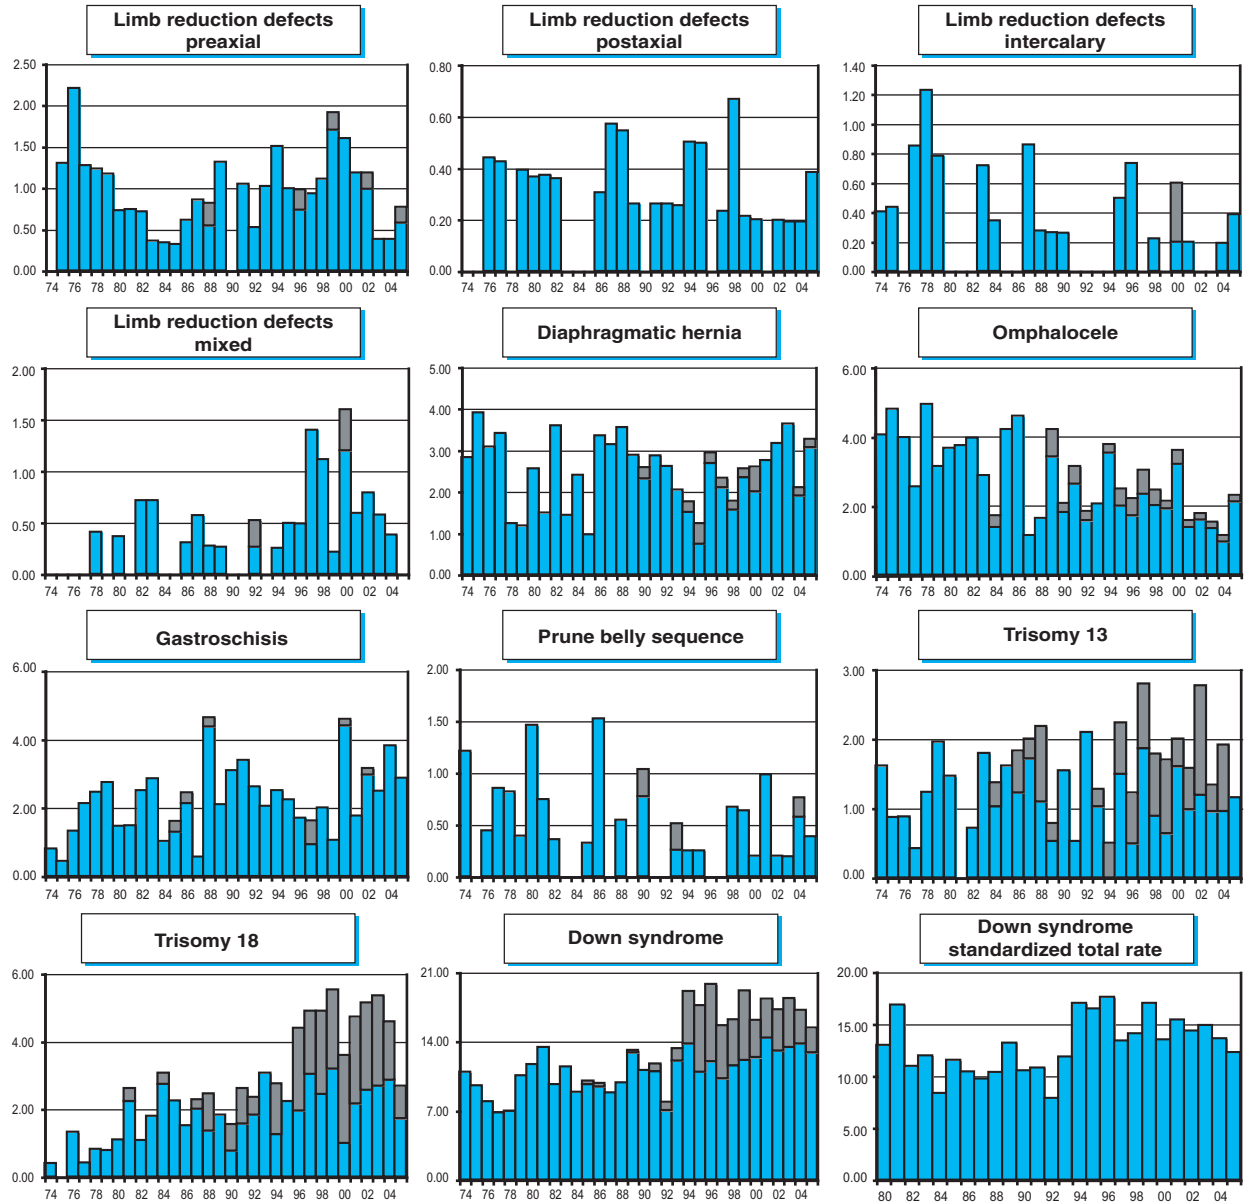 Limb reduction defects
preaxial
2.50
2.00
1.50
1.00
0.50
0.00
74 76 78 80 82 84 86 88 90 92 94 96 98 00 02 04
Limb reduction defects
postaxial
0.80
0.60
0.40
0.20
0.00
74 76 78 80 82 84 86 88 90 92 94 96 98 00 02 04
Limb reduction defects
intercalary
1.40
1.20
1.00
0.80
0.60
0.40
0.20
0.00
74 76 78 80 82 84 86 88 90 92 94 96 98 00 02 04
Limb reduction defects
mixed
2.00
1.50
1.00
0.50
0.00
74 76 78 80 82 84 86 88 90 92 94 96 98 00 02 04
Diaphragmatic hernia
5.00
4.00
3.00
2.00
1.00
0.00
74 76 78 80 82 84 86 88 90 92 94 96 98 00 02 04
Omphalocele
6.00
4.00
2.00
0.00
74 76 78 80 82 84 86 88 90 92 94 96 98 00 02 04
Gastroschisis
6.00
4.00
2.00
0.00
74 76 78 80 82 84 86 88 90 92 94 96 98 00 02 04
Prune belly sequence
2.00
1.50
1.00
0.50
0.00
74 76 78 80 82 84 86 88 90 92 94 96 98 00 02 04
Trisomy 13
3.00
2.00
1.00
0.00
74 76 78 80 82 84 86 88 90 92 94 96 98 00 02 04
Trisomy 18
6.00
4.00
2.00
0.00
74 76 78 80 82 84 86 88 90 92 94 96 98 00 02 04
Down syndrome
21.00
14.00
7.00
0.00
74 76 78 80 82 84 86 88 90 92 94 96 98 00 02 04
Down syndrome
standardized total rate
20.00
15.00
10.00
5.00
0.00
80 82 84 86 88 90 92 94 96 98 00 02 04